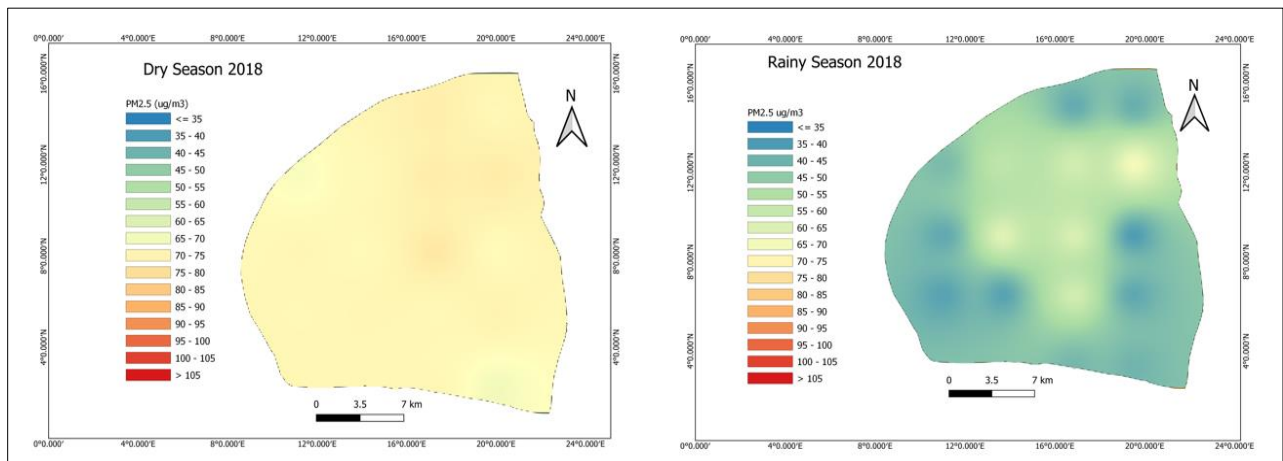 0°0.000' 4°0.000'E 8°0.000'E 12°0.000'E 16°0.000'E 20°0.000'E 24°0.000'E
Dry Season 2018
N
PM2.5 (ug/m3)
<= 35
35 - 40
40 - 45
45 - 50
50 - 55
55 - 60
60 - 65
65 - 70
70 - 75
75 - 80
80 - 85
85 - 90
90 - 95
95 - 100
100 - 105
> 105
16°0.000'N
12°0.000'N
8°0.000'N
4°0.000'N
0 3.5 7 km
0°0.000' 4°0.000'E 8°0.000'E 12°0.000'E 16°0.000'E 20°0.000'E 24°0.000'E
0°0.000' 4°0.000'E 8°0.000'E 12°0.000'E 16°0.000'E 20°0.000'E 24°0.000'E
Rainy Season 2018
N
PM2.5 ug/m3
<= 35
35 - 40
40 - 45
45 - 50
50 - 55
55 - 60
60 - 65
65 - 70
70 - 75
75 - 80
80 - 85
85 - 90
90 - 95
95 - 100
100 - 105
> 105
16°0.000'N
12°0.000'N
8°0.000'N
4°0.000'N
0 3.5 7 km
0°0.000' 4°0.000'E 8°0.000'E 12°0.000'E 16°0.000'E 20°0.000'E 24°0.000'E